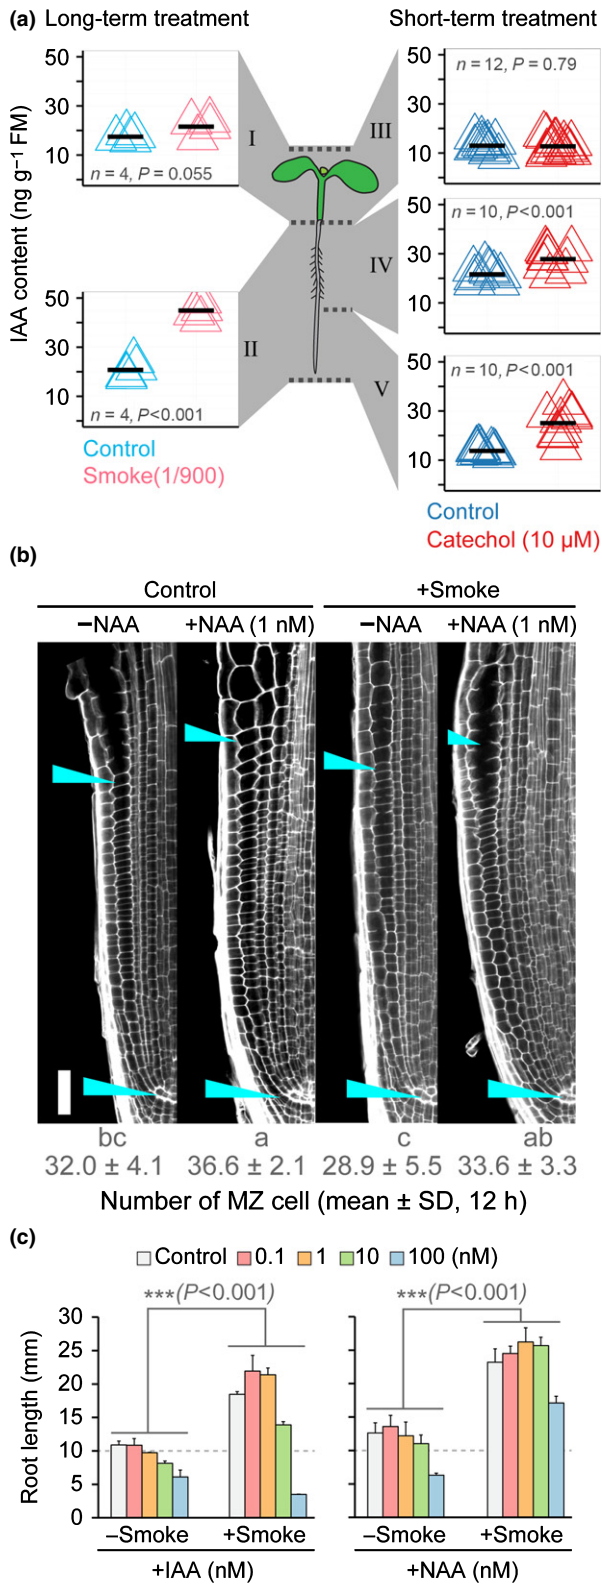 (a) Long-term treatment Short-term treatment
IAA content (ng g⁻¹ FM)
50
30
10
n = 4, P = 0.055
I
III
50
30
10
n = 12, P = 0.79
50
30
10
n = 10, P<0.001
IV
50
30
10
n = 4, P<0.001
II
V
50
30
10
n = 10, P<0.001
Control
Smoke(1/900)
Control
Catechol (10 µM)
(b)
Control +Smoke
−NAA +NAA (1 nM) −NAA +NAA (1 nM)
bc a c ab
32.0 ± 4.1 36.6 ± 2.1 28.9 ± 5.5 33.6 ± 3.3
Number of MZ cell (mean ± SD, 12 h)
(c)
Control 0.1 1 10 100 (nM)
***(P<0.001) ***(P<0.001)
Root length (mm)
30
25
20
15
10
5
0
–Smoke +Smoke –Smoke +Smoke
+IAA (nM) +NAA (nM)